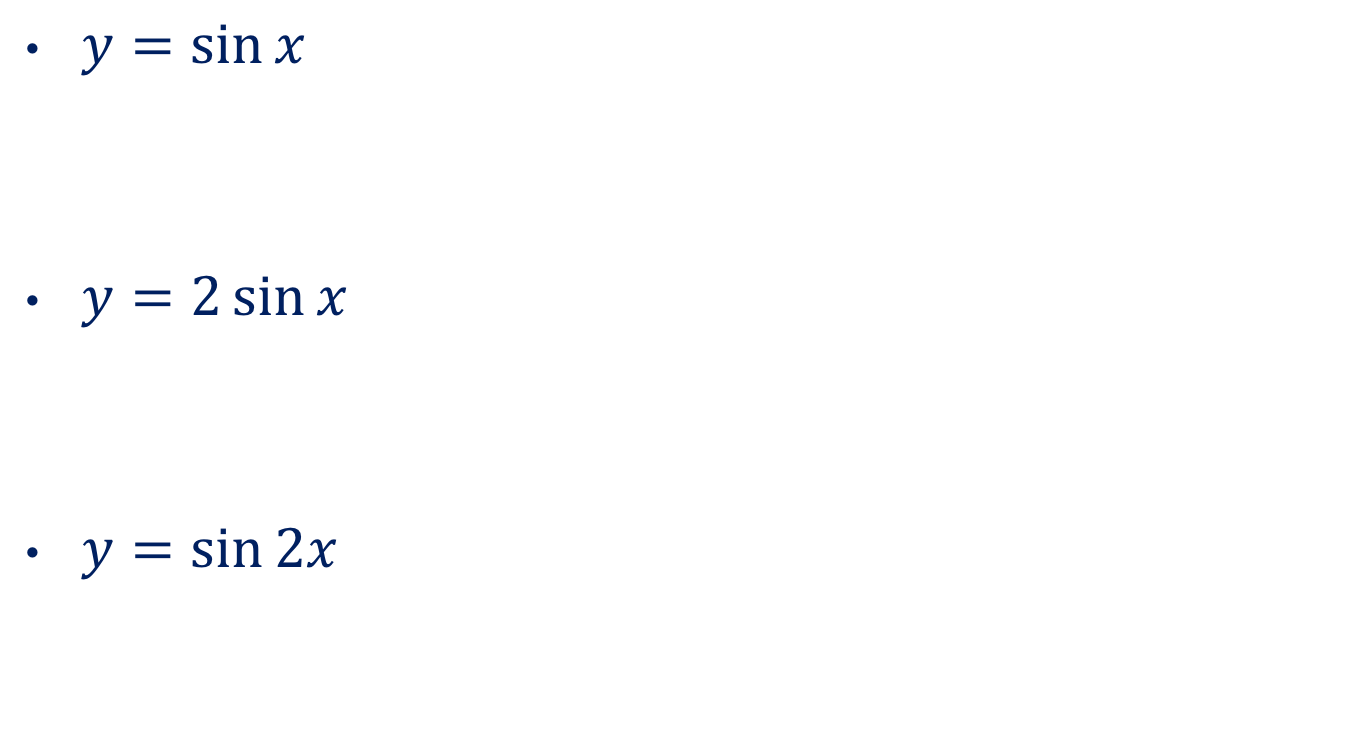 • y = sin x
• y = 2 sin x
• y = sin 2x